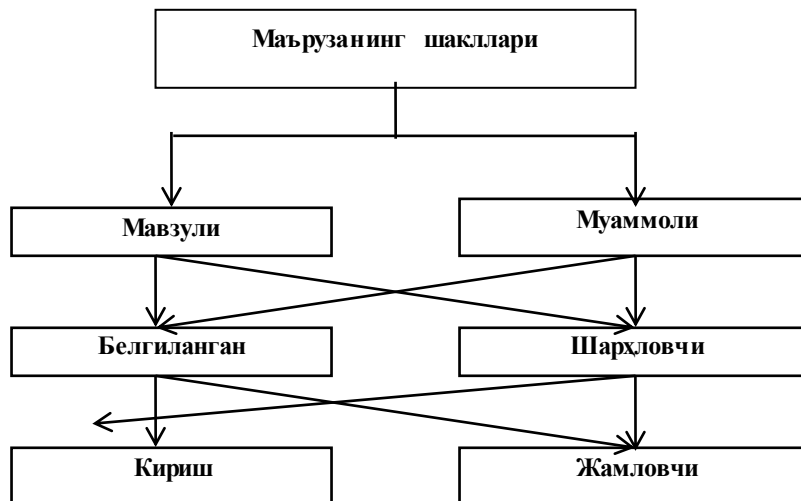 Маърузанинг шакллари
Мавзули
Муаммоли
Белгиланган
Шарҳловчи
Кириш
Жамловчи